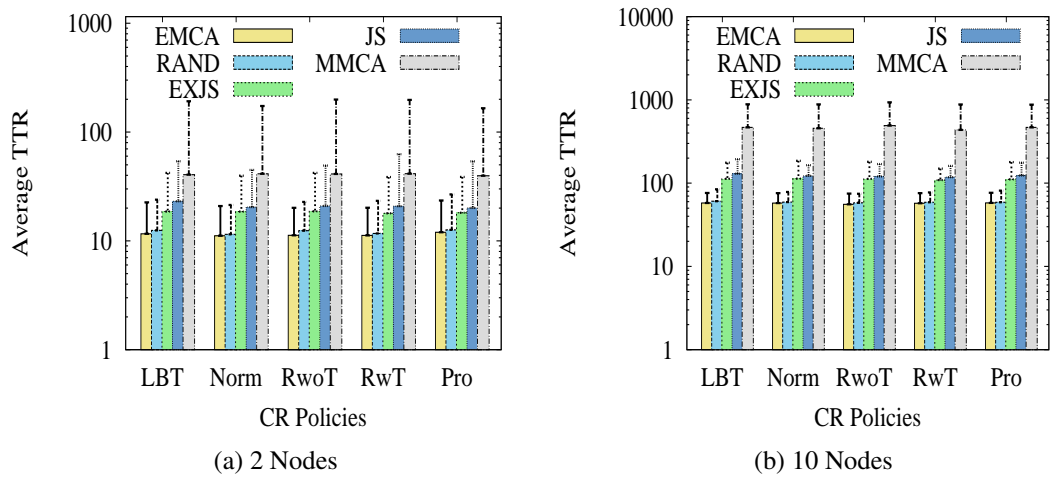 1000
100
10
1
Average TTR
EMCA
RAND
EXJS
JS
MMCA
LBT Norm RwoT RwT Pro
CR Policies
(a) 2 Nodes
10000
1000
100
10
1
Average TTR
EMCA
RAND
EXJS
JS
MMCA
LBT Norm RwoT RwT Pro
CR Policies
(b) 10 Nodes